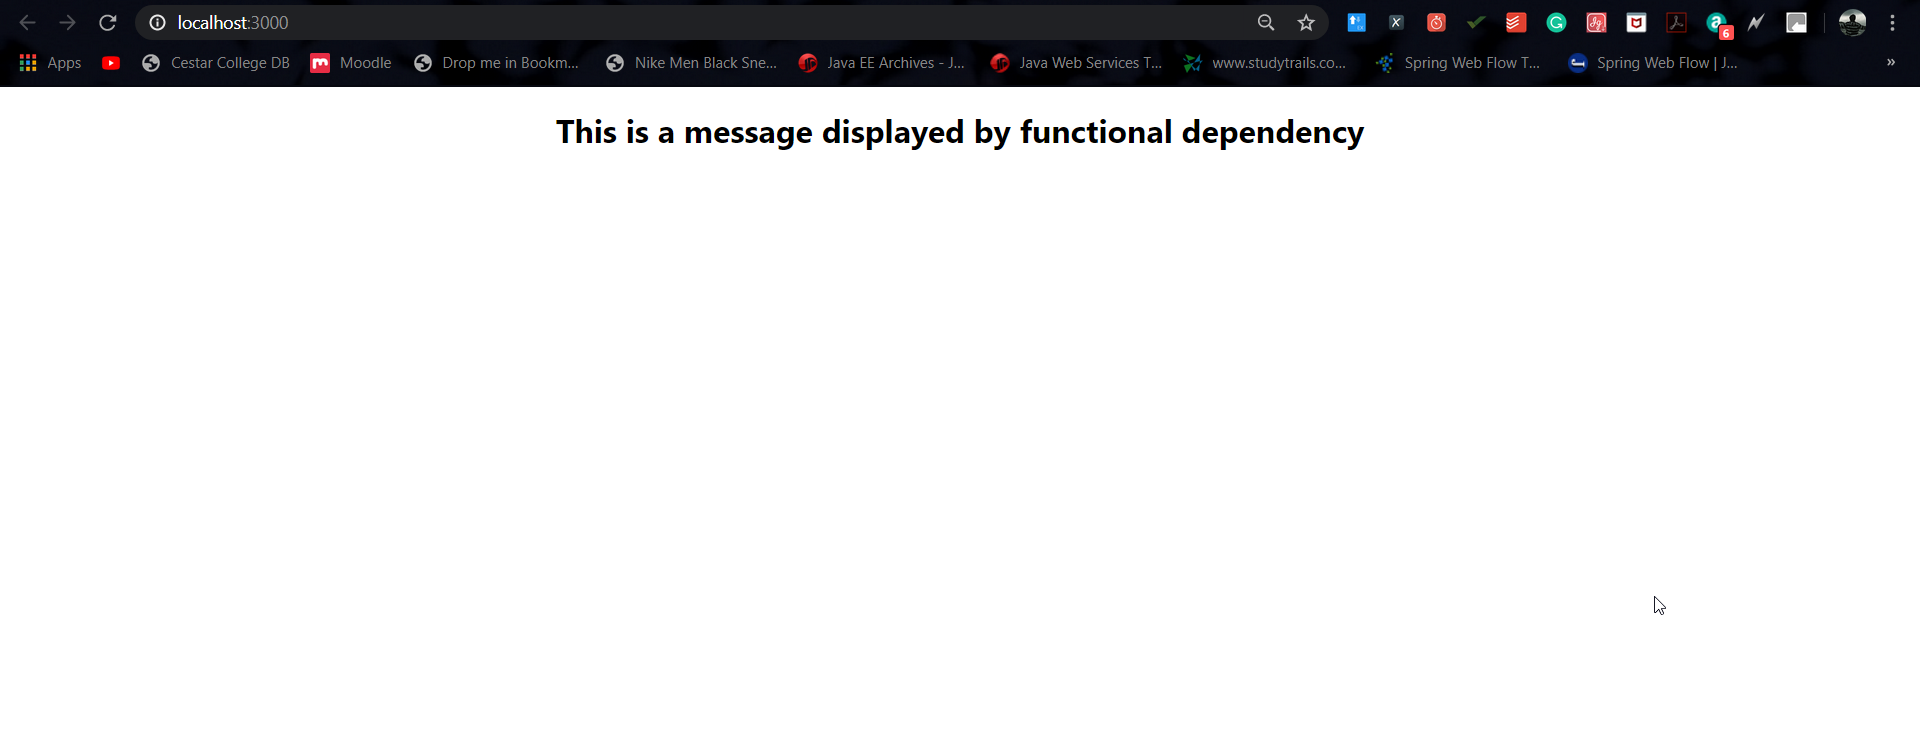 localhost:3000
Apps
Cestar College DB
Moodle
Drop me in Bookm...
Nike Men Black Sne...
Java EE Archives - J...
Java Web Services T...
www.studytrails.co...
Spring Web Flow T...
Spring Web Flow | J...
»
6
This is a message displayed by functional dependency